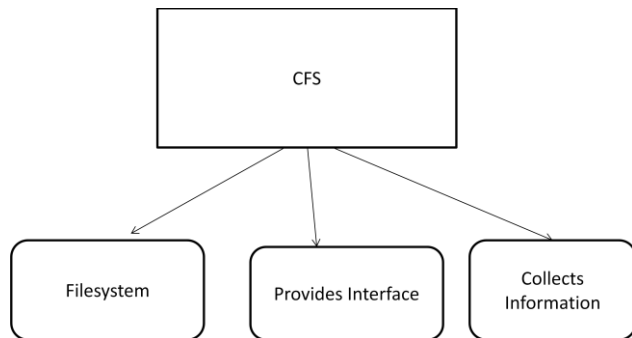 CFS
Filesystem
Provides Interface
Collects
Information